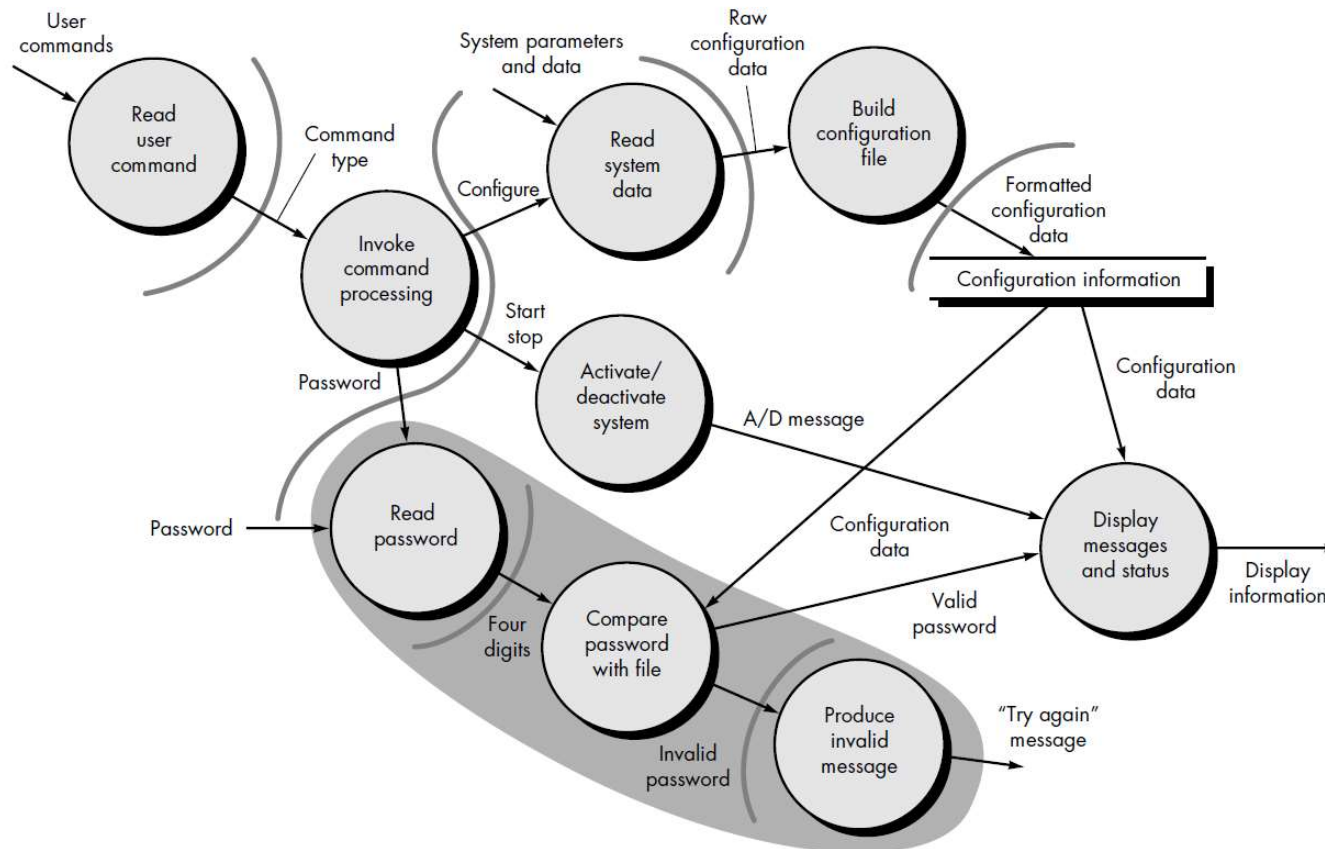 User
commands
Read
user
command
Command
type
Invoke
command
processing
System parameters
and data
Configure
Read
system
data
Raw
configuration
data
Build
configuration
file
Formatted
configuration
data
Configuration information
Start
stop
Activate/
deactivate
system
A/D message
Configuration
data
Password
Password
Read
password
Four
digits
Compare
password
with file
Configuration
data
Valid
password
Display
messages
and status
Display
information
Invalid
password
Produce
invalid
message
“Try again”
message